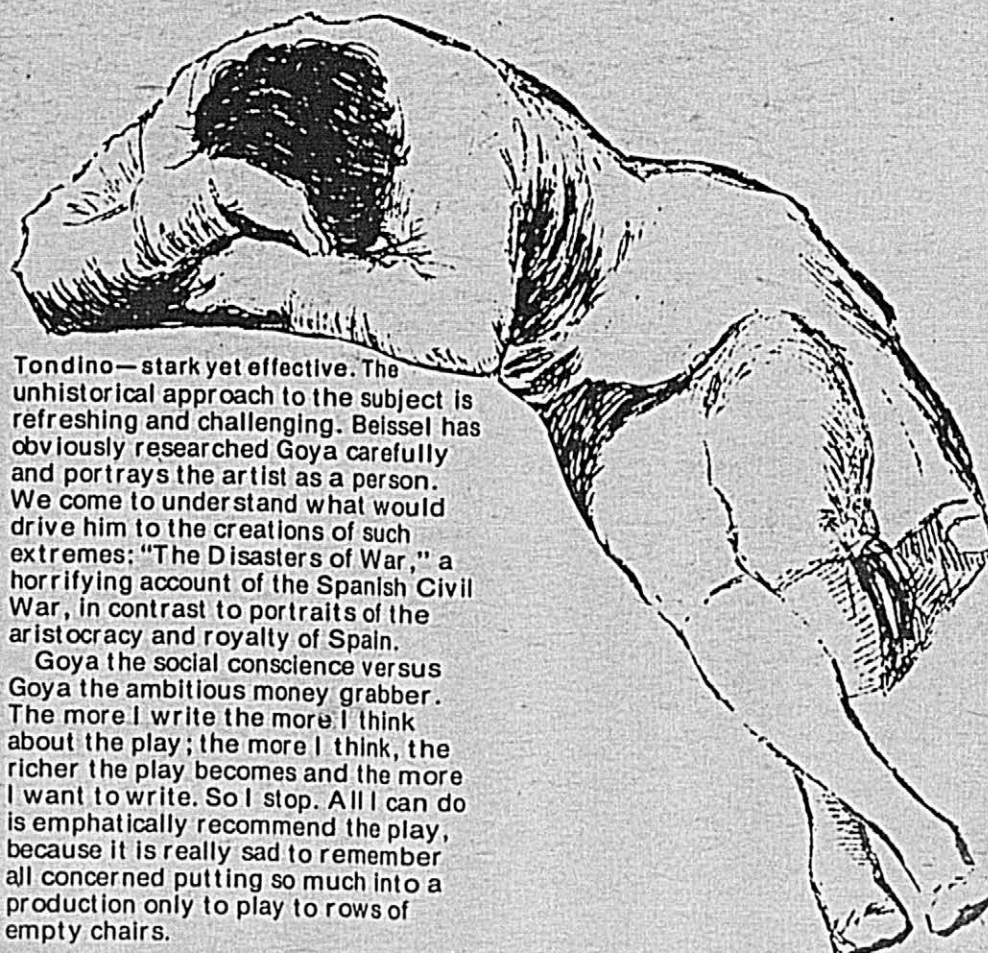 Tondino—stark yet effective. The
unhistorical approach to the subject is
refreshing and challenging. Beissel has
obviously researched Goya carefully
and portrays the artist as a person.
We come to understand what would
drive him to the creations of such
extremes: "The Disasters of War," a
horrifying account of the Spanish Civil
War, in contrast to portraits of the
aristocracy and royalty of Spain.
Goya the social conscience versus
Goya the ambitious money grabber.
The more I write the more I think
about the play; the more I think, the
richer the play becomes and the more
I want to write. So I stop. All I can do
is emphatically recommend the play,
because it is really sad to remember
all concerned putting so much into a
production only to play to rows of
empty chairs.